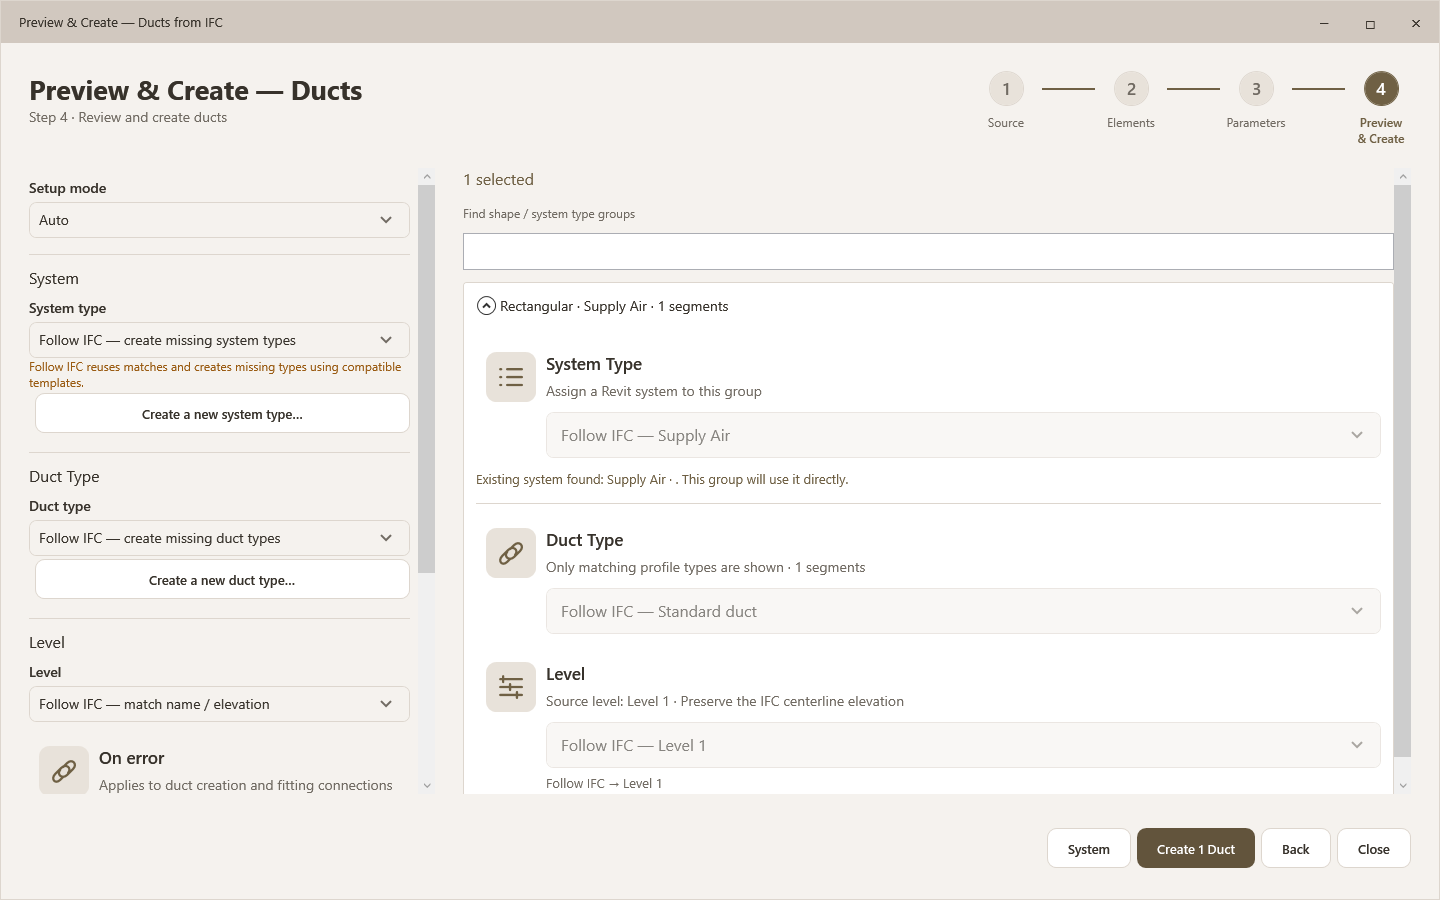 Preview & Create — Ducts from IFC
Preview & Create — Ducts
Step 4 · Review and create ducts
1
2
3
4
Source
Elements
Parameters
Preview
& Create
Setup mode
Auto
System
System type
Follow IFC — create missing system types
Follow IFC reuses matches and creates missing types using compatible
templates.
Create a new system type...
Duct Type
Duct type
Follow IFC — create missing duct types
Create a new duct type...
Level
Level
Follow IFC — match name / elevation
On error
Applies to duct creation and fitting connections
1 selected
Find shape / system type groups
Rectangular · Supply Air · 1 segments
System Type
Assign a Revit system to this group
Follow IFC — Supply Air
Existing system found: Supply Air · . This group will use it directly.
Duct Type
Only matching profile types are shown · 1 segments
Follow IFC — Standard duct
Level
Source level: Level 1 · Preserve the IFC centerline elevation
Follow IFC — Level 1
Follow IFC → Level 1
System
Create 1 Duct
Back
Close